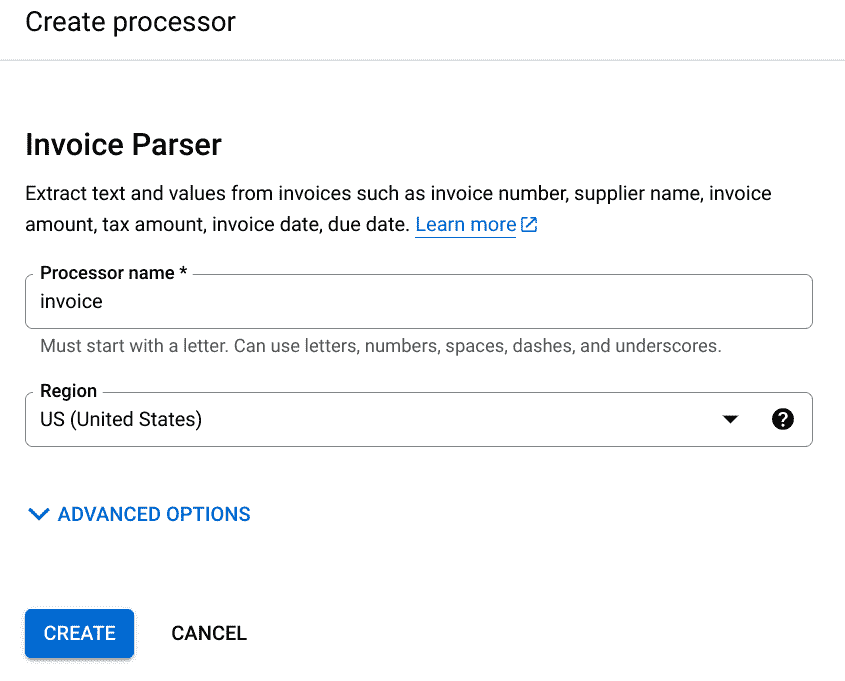 Create processor
Invoice Parser
Extract text and values from invoices such as invoice number, supplier name, invoice
amount, tax amount, invoice date, due date. Learn more
Processor name *
invoice
Must start with a letter. Can use letters, numbers, spaces, dashes, and underscores.
Region
US (United States)
?
ADVANCED OPTIONS
CREATE CANCEL